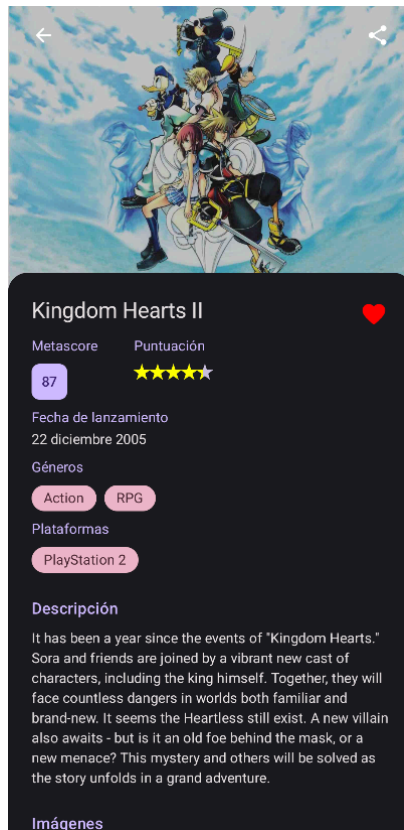 Kingdom Hearts II
Metascore
Puntuación
87
Fecha de lanzamiento
22 diciembre 2005
Géneros
Action
RPG
Plataformas
PlayStation 2
Descripción
It has been a year since the events of "Kingdom Hearts."
Sora and friends are joined by a vibrant new cast of
characters, including the king himself. Together, they will
face countless dangers in worlds both familiar and
brand-new. It seems the Heartless still exist. A new villain
also awaits - but is it an old foe behind the mask, or a
new menace? This mystery and others will be solved as
the story unfolds in a grand adventure.
Imágenes